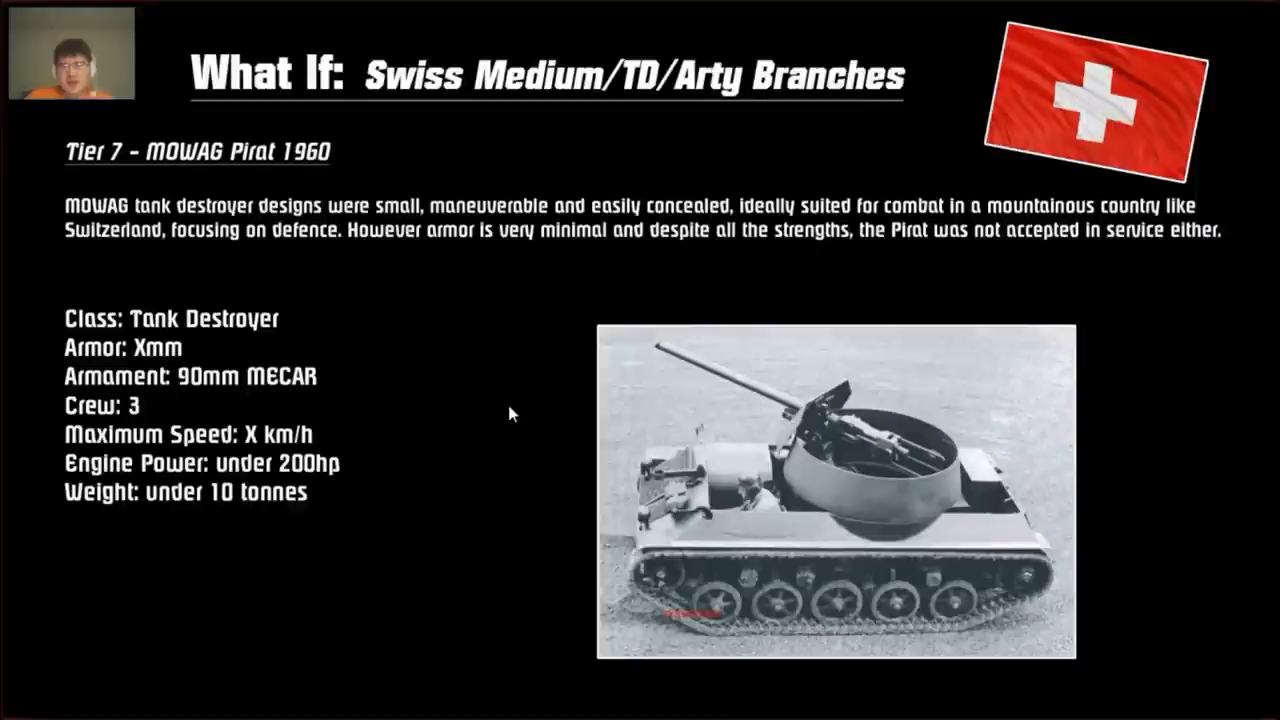 What If: Swiss Medium/TD/Arty Branches
Tier 7 - MOWAG Pirat 1960
MOWAG tank destroyer designs were small, maneuverable and easily concealed, ideally suited for combat in a mountainous country like
Switzerland, focusing on defence. However armor is very minimal and despite all the strengths, the Pirat was not accepted in service either.
Class: Tank Destroyer
Armor: Xmm
Armament: 90mm MECAR
Crew: 3
Maximum Speed: X km/h
Engine Power: under 200hp
Weight: under 10 tonnes